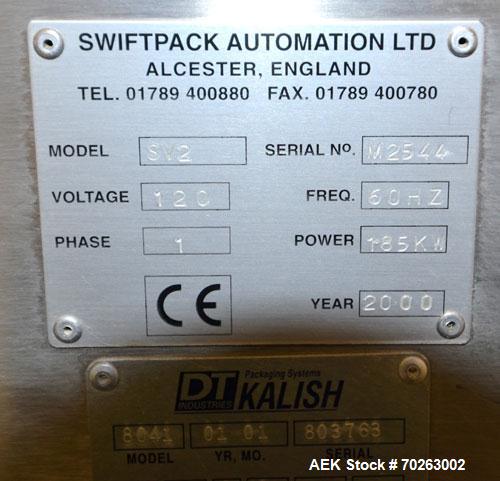 SWIFTPACK AUTOMATION LTD
ALCESTER, ENGLAND
TEL. 01789 400880 FAX. 01789 400780
MODEL SV2 SERIAL No. M2544
VOLTAGE 120 FREQ. 60HZ
PHASE 1 POWER 185KW
CE YEAR 2000
Packaging Systems
DT INDUSTRIES KALISH
8041 01 01 803763
MODEL YR, MO. SERIAL
AEK Stock # 70263002